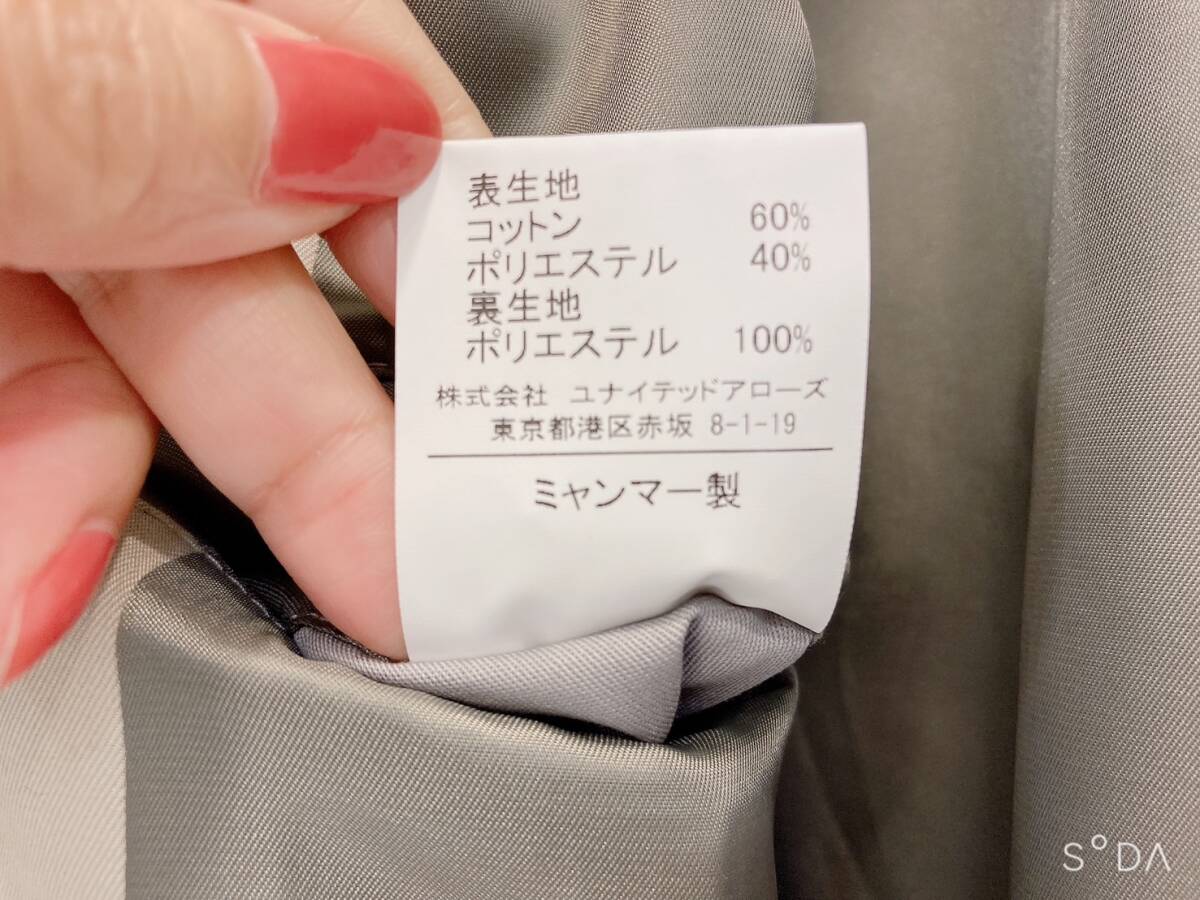 表生地
コットン 60%
ポリエステル 40%
裏生地
ポリエステル 100%
株式会社 ユナイテッドアローズ
東京都港区赤坂 8-1-19
ミャンマー製
S°DA